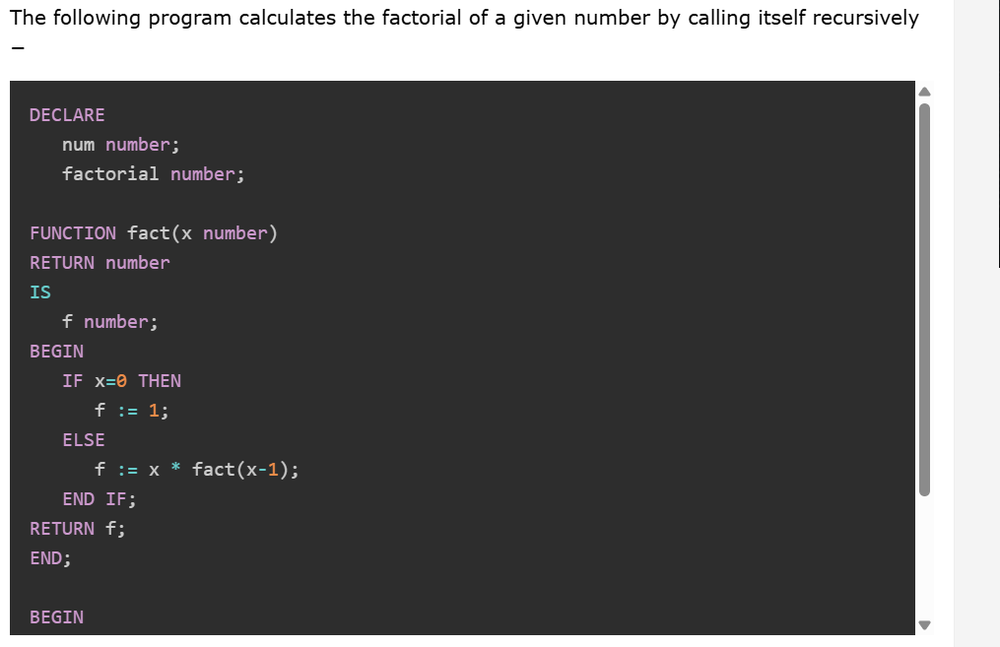 The following program calculates the factorial of a given number by calling itself recursively
–
DECLARE
   num number;
   factorial number;

FUNCTION fact(x number)
RETURN number
IS
   f number;
BEGIN
   IF x=0 THEN
      f := 1;
   ELSE
      f := x * fact(x-1);
   END IF;
RETURN f;
END;

BEGIN